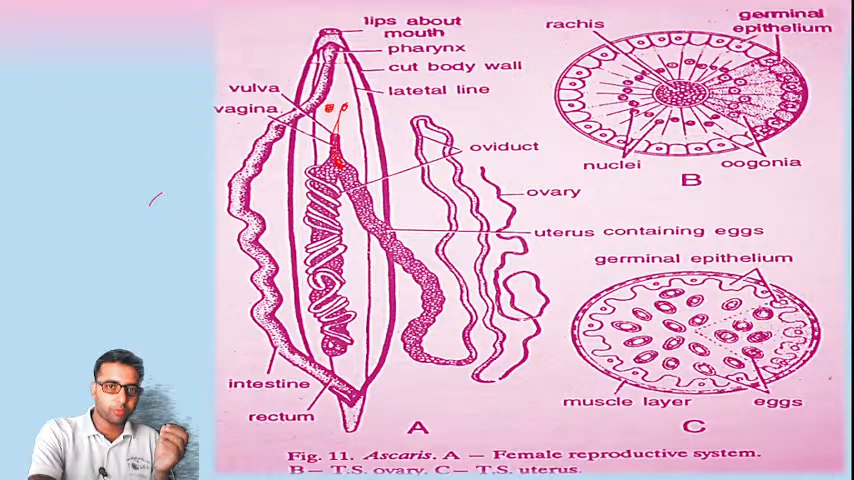 lips about
mouth
pharynx
cut body wall
latetal line
vulva
vagina
oviduct
ovary
uterus containing eggs
intestine
rectum
A
rachis
germinal
epithelium
nuclei
oogonia
B
germinal epithelium
muscle layer
eggs
C
Fig. 11. Ascaris. A — Female reproductive system.
B— T.S. ovary. C— T.S. uterus.